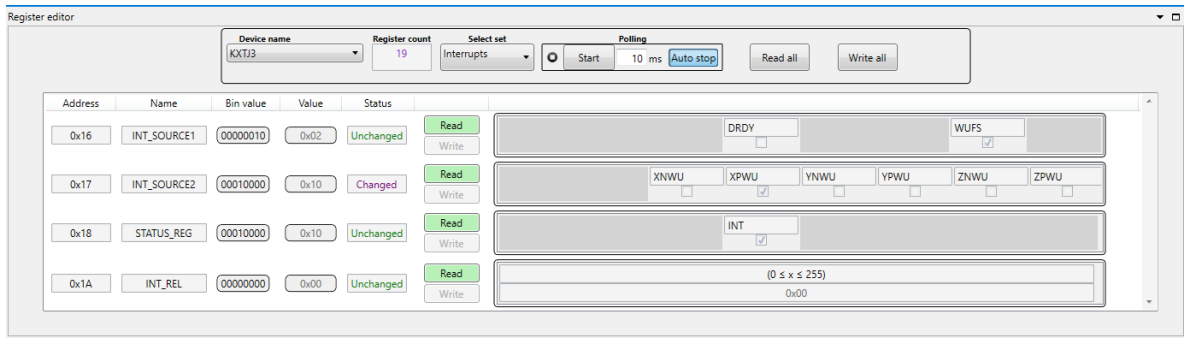 Register editor
Device name Register count Select set Polling
KXTJ3 19 Interrupts Start 10 ms Auto stop Read all Write all
Address Name Bin value Value Status
0x16 INT_SOURCE1 00000010 0x02 Unchanged Read Write DRDY WUFS
0x17 INT_SOURCE2 00010000 0x10 Changed Read Write XNWU XPWU YNWU YPWU ZNWU ZPWU
0x18 STATUS_REG 00010000 0x10 Unchanged Read Write INT
0x1A INT_REL 00000000 0x00 Unchanged Read Write (0 ≤ x ≤ 255)
0x00